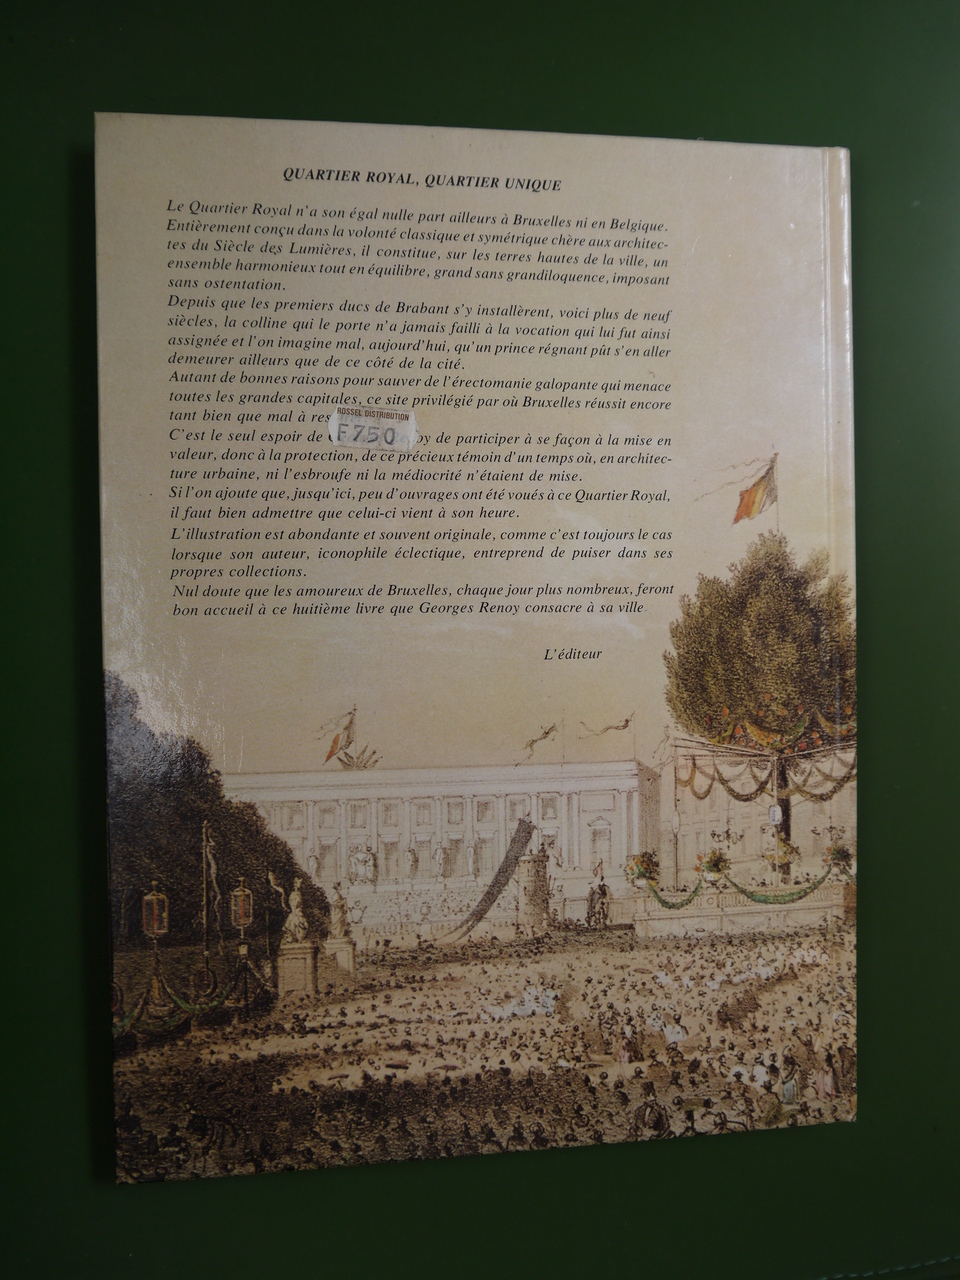 QUARTIER ROYAL, QUARTIER UNIQUE
Le Quartier Royal n'a son égal nulle part ailleurs à Bruxelles ni en Belgique.
Entièrement conçu dans la volonté classique et symétrique chère aux architec-
tes du Siècle des Lumières, il constitue, sur les terres hautes de la ville, un
ensemble harmonieux tout en équilibre, grand sans grandiloquence, imposant
sans ostentation.
Depuis que les premiers ducs de Brabant s'y installèrent, voici plus de neuf
siècles, la colline qui le porte n'a jamais failli à la vocation qui lui fut ainsi
assignée et l'on imagine mal, aujourd'hui, qu'un prince régnant pût s'en aller
demeurer ailleurs que de ce côté de la cité.
Autant de bonnes raisons pour sauver de l'érectomanie galopante qui menace
toutes les grandes capitales, ce site privilégié par où Bruxelles réussit encore
tant bien que mal à res
ROSSEL DISTRIBUTION
F 750
C'est le seul espoir de oy de participer à se façon à la mise en
valeur, donc à la protection, de ce précieux témoin d'un temps où, en architec-
ture urbaine, ni l'esbroufe ni la médiocrité n'étaient de mise.
Si l'on ajoute que, jusqu'ici, peu d'ouvrages ont été voués à ce Quartier Royal,
il faut bien admettre que celui-ci vient à son heure.
L'illustration est abondante et souvent originale, comme c'est toujours le cas
lorsque son auteur, iconophile éclectique, entreprend de puiser dans ses
propres collections.
Nul doute que les amoureux de Bruxelles, chaque jour plus nombreux, feront
bon accueil à ce huitième livre que Georges Renoy consacre à sa ville.
L'éditeur